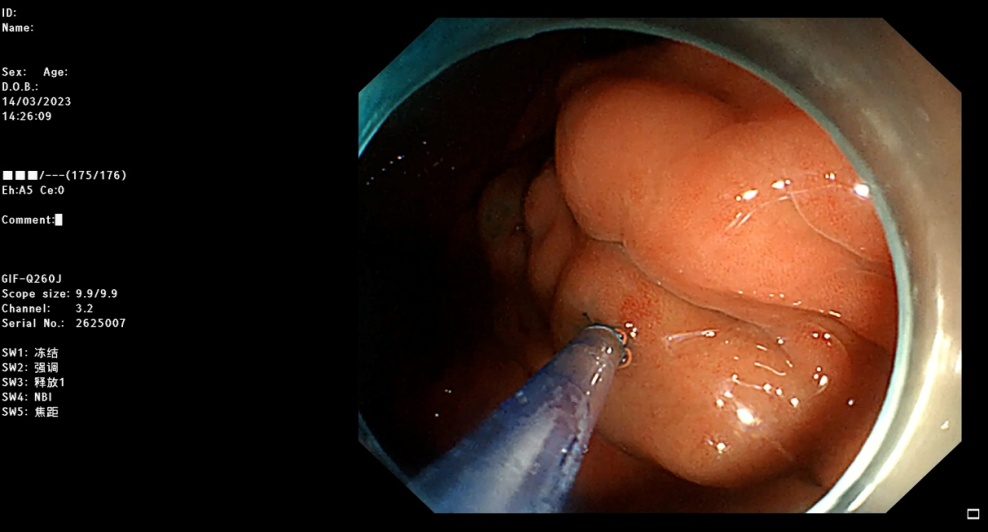 ID:
Name:
Sex: Age:
D.O.B.:
14/03/2023
14:26:09
■■■/---(175/176)
Eh:A5 Ce:0
Comment:
GIF-Q260J
Scope size: 9.9/9.9
Channel: 3.2
Serial No.: 2625007
SW1: 冻结
SW2: 强调
SW3: 释放1
SW4: NBI
SW5: 焦距